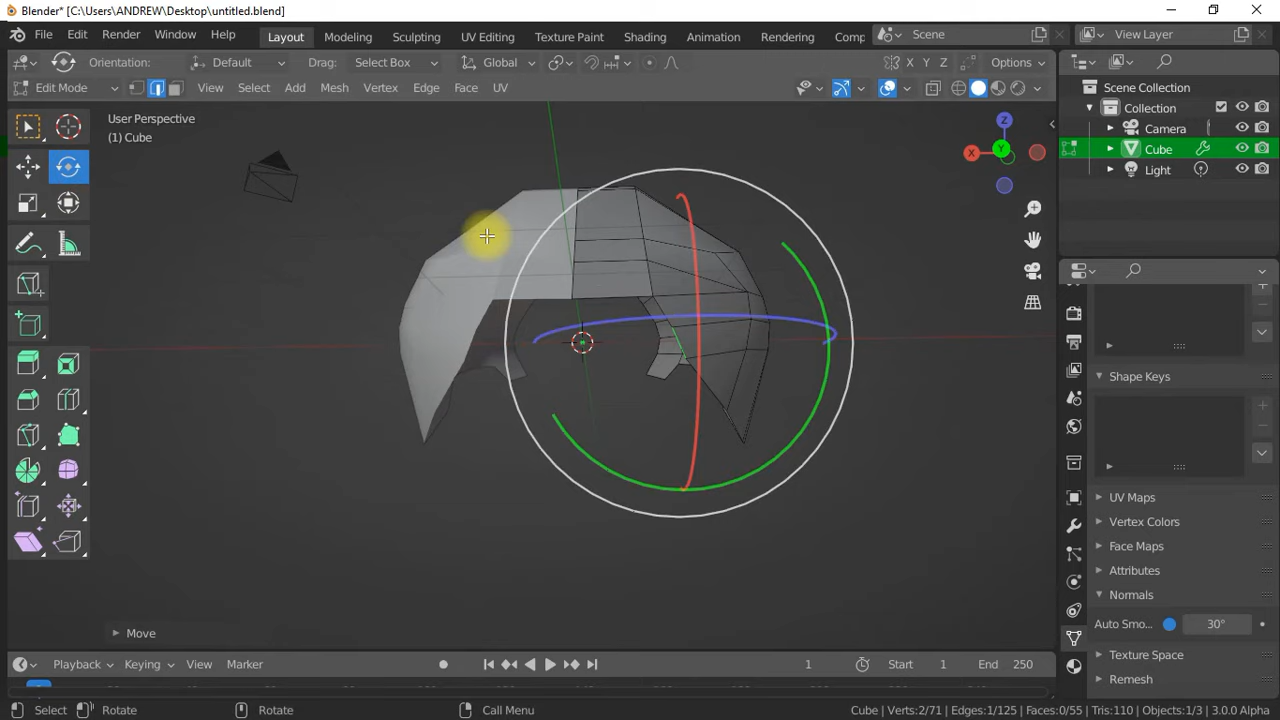 Blender* [C:\Users\ANDREW\Desktop\untitled.blend]
File Edit Render Window Help Layout Modeling Sculpting UV Editing Texture Paint Shading Animation Rendering Comp Scene View Layer
Orientation: Default Drag: Select Box Global X Y Z Options
Edit Mode View Select Add Mesh Vertex Edge Face UV
Scene Collection
Collection
Camera
Cube
Light
User Perspective
(1) Cube
Z
X
Y
Shape Keys
UV Maps
Vertex Colors
Face Maps
Attributes
Normals
Auto Smo... 30°
Texture Space
Remesh
Move
Playback Keying View Marker 1 Start 1 End 250
Select Rotate Rotate Call Menu Cube | Verts:2/71 | Edges:1/125 | Faces:0/55 | Tris:110 | Objects:1/3 | 3.0.0 Alpha